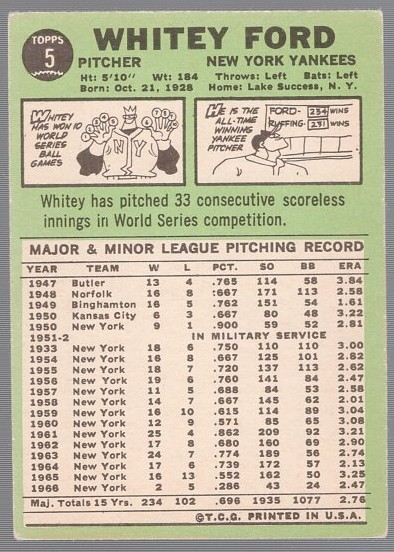 TOPPS
5
WHITEY FORD
PITCHER NEW YORK YANKEES
Ht: 5'10" Wt: 184 Throws: Left Bats: Left
Born: Oct. 21, 1928 Home: Lake Success, N. Y.
WHITEY
HAS WON 10
WORLD
SERIES
BALL
GAMES
NY
HE IS THE
ALL-TIME
WINNING
YANKEE
PITCHER
FORD- 234 WINS
RUFFING- 231 WINS
Whitey has pitched 33 consecutive scoreless
innings in World Series competition.
MAJOR & MINOR LEAGUE PITCHING RECORD
YEAR TEAM W L PCT. SO BB ERA
1947 Butler 13 4 .765 114 58 3.84
1948 Norfolk 16 8 .667 171 113 2.58
1949 Binghamton 16 5 .762 151 54 1.61
1950 Kansas City 6 3 .667 80 48 3.22
1950 New York 9 1 .900 59 52 2.81
1951-2 IN MILITARY SERVICE
1933 New York 18 6 .750 110 110 3.00
1954 New York 16 8 .667 125 101 2.82
1955 New York 18 7 .720 137 113 2.62
1956 New York 19 6 .760 141 84 2.47
1957 New York 11 5 .688 84 53 2.58
1958 New York 14 7 .667 145 62 2.01
1959 New York 16 10 .615 114 89 3.04
1960 New York 12 9 .571 85 65 3.08
1961 New York 25 4 .862 209 92 3.21
1962 New York 17 8 .680 160 69 2.90
1963 New York 24 7 .774 189 56 2.74
1964 New York 17 6 .739 172 57 2.13
1965 New York 16 13 .552 162 50 3.25
1966 New York 2 5 .286 43 24 2.47
Maj. Totals 15 Yrs. 234 102 .696 1935 1077 2.76
©T.C.G. PRINTED IN U.S.A.